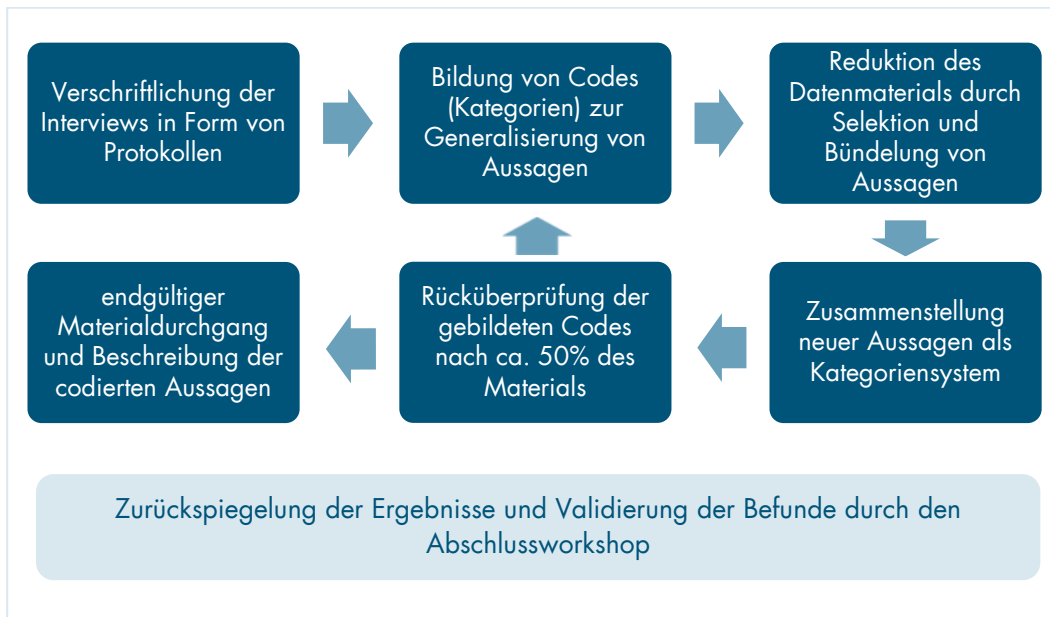 Verschriftlichung der
Interviews in Form von
Protokollen
Bildung von Codes
(Kategorien) zur
Generalisierung von
Aussagen
Reduktion des
Datenmaterials durch
Selektion und
Bündelung von
Aussagen
Zusammenstellung
neuer Aussagen als
Kategoriensystem
Rücküberprüfung der
gebildeten Codes
nach ca. 50% des
Materials
endgültiger
Materialdurchgang
und Beschreibung der
codierten Aussagen
Zurückspiegelung der Ergebnisse und Validierung der Befunde durch den
Abschlussworkshop